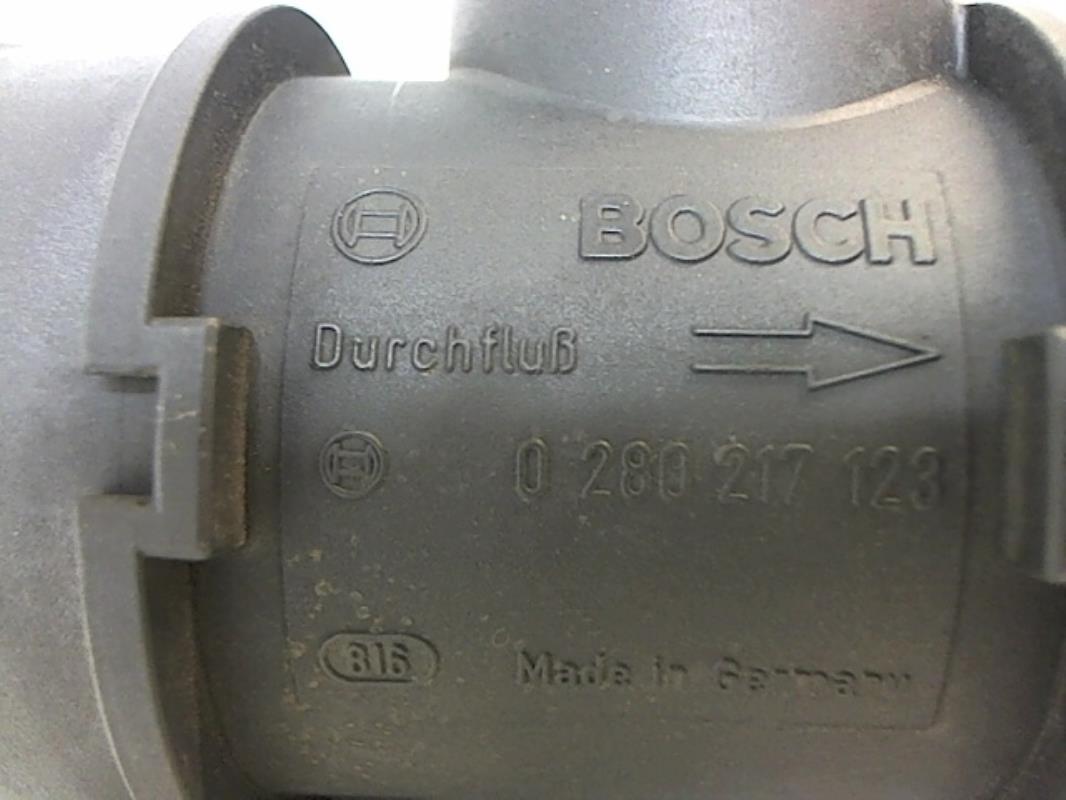 BOSCH
Durchfluß
0 280 217 123
816
Made in Germany